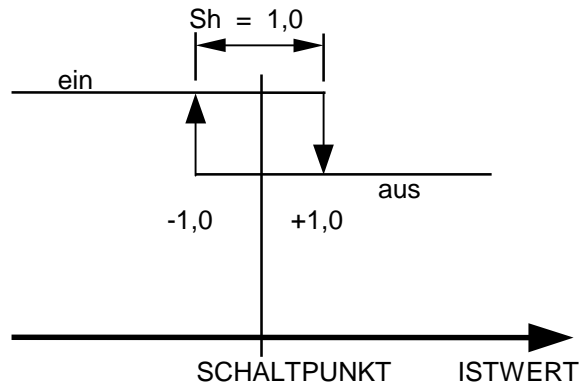 Sh = 1,0
ein
aus
-1,0 +1,0
SCHALTPUNKT ISTWERT